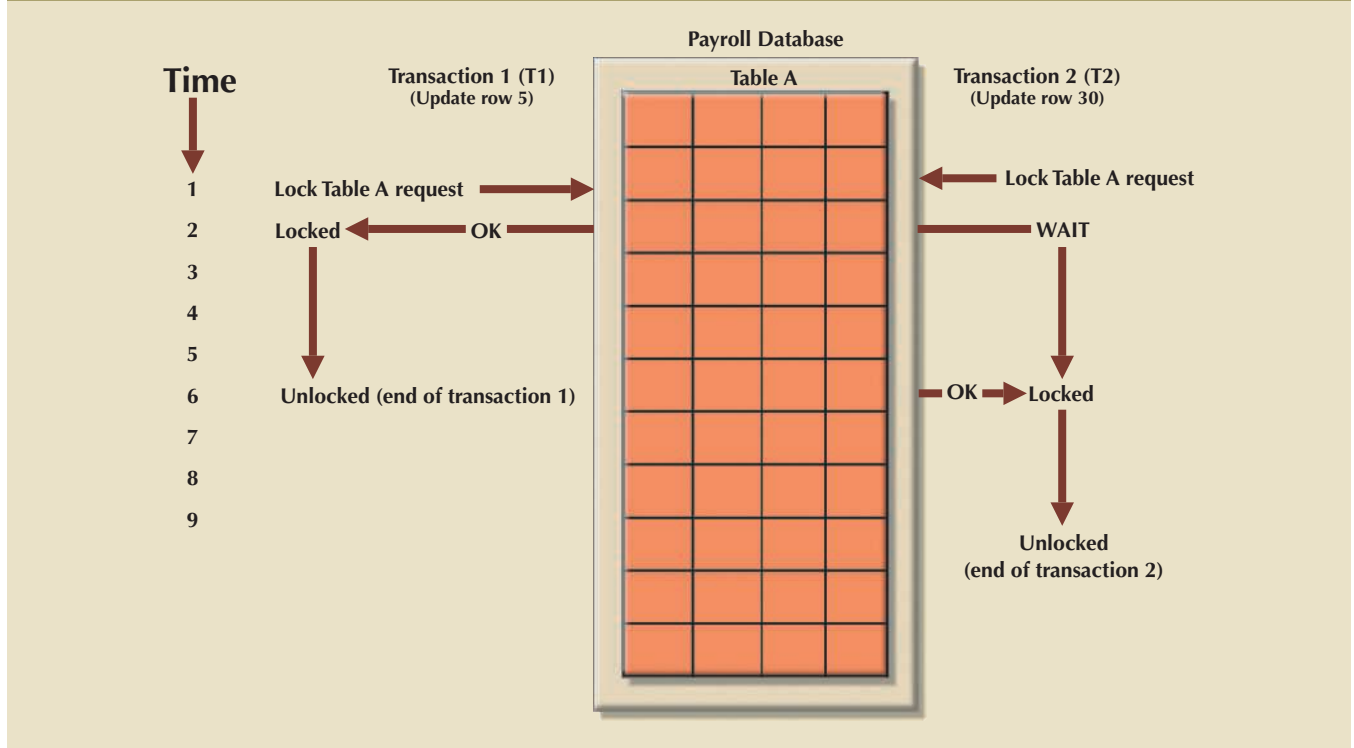 Payroll Database
Time
Transaction 1 (T1)
(Update row 5)
Table A
Transaction 2 (T2)
(Update row 30)
1
Lock Table A request
Lock Table A request
2
Locked
OK
WAIT
3
4
5
6
Unlocked (end of transaction 1)
OK
Locked
7
8
9
Unlocked
(end of transaction 2)